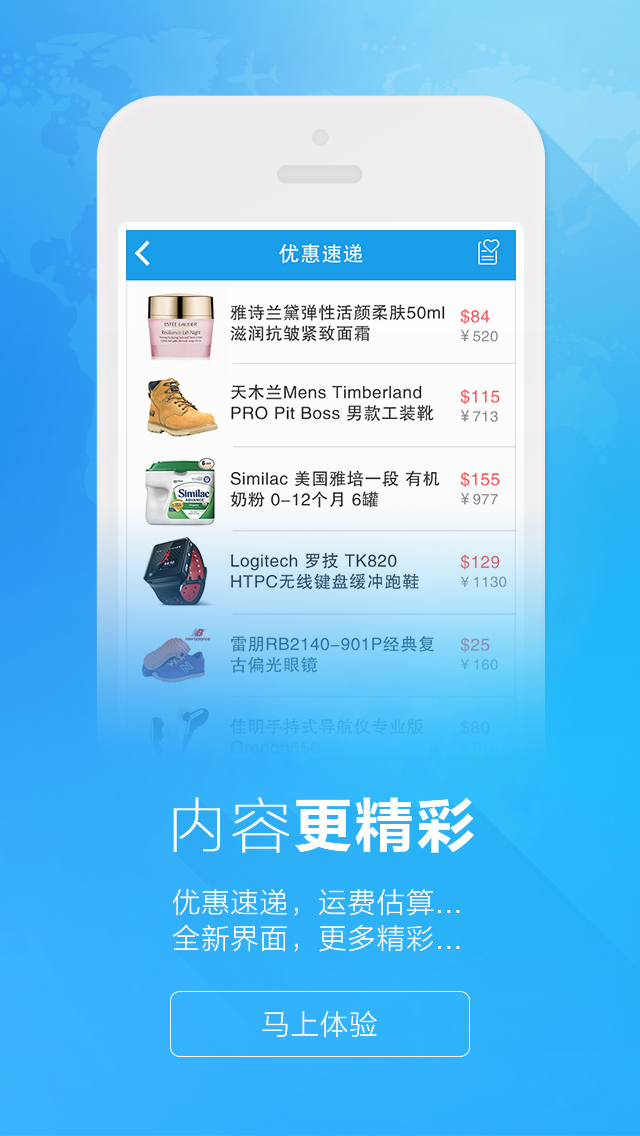 优惠速递
雅诗兰黛弹性活颜柔肤50ml
滋润抗皱紧致面霜
$84
¥520
ESTEE LAUDER
Resilience Lift Night
天木兰Mens Timberland
PRO Pit Boss 男款工装靴
$115
¥713
Similac 美国雅培一段 有机
奶粉 0-12个月 6罐
$155
¥977
Similac
ADVANCE
Logitech 罗技 TK820
HTPC无线键盘缓冲跑鞋
$129
¥1130
雷朋RB2140-901P经典复
古偏光眼镜
$25
¥160
new balance
佳明手持式导航仪专业版
Oregon550
$80
内容更精彩
优惠速递，运费估算...
全新界面，更多精彩...
马上体验